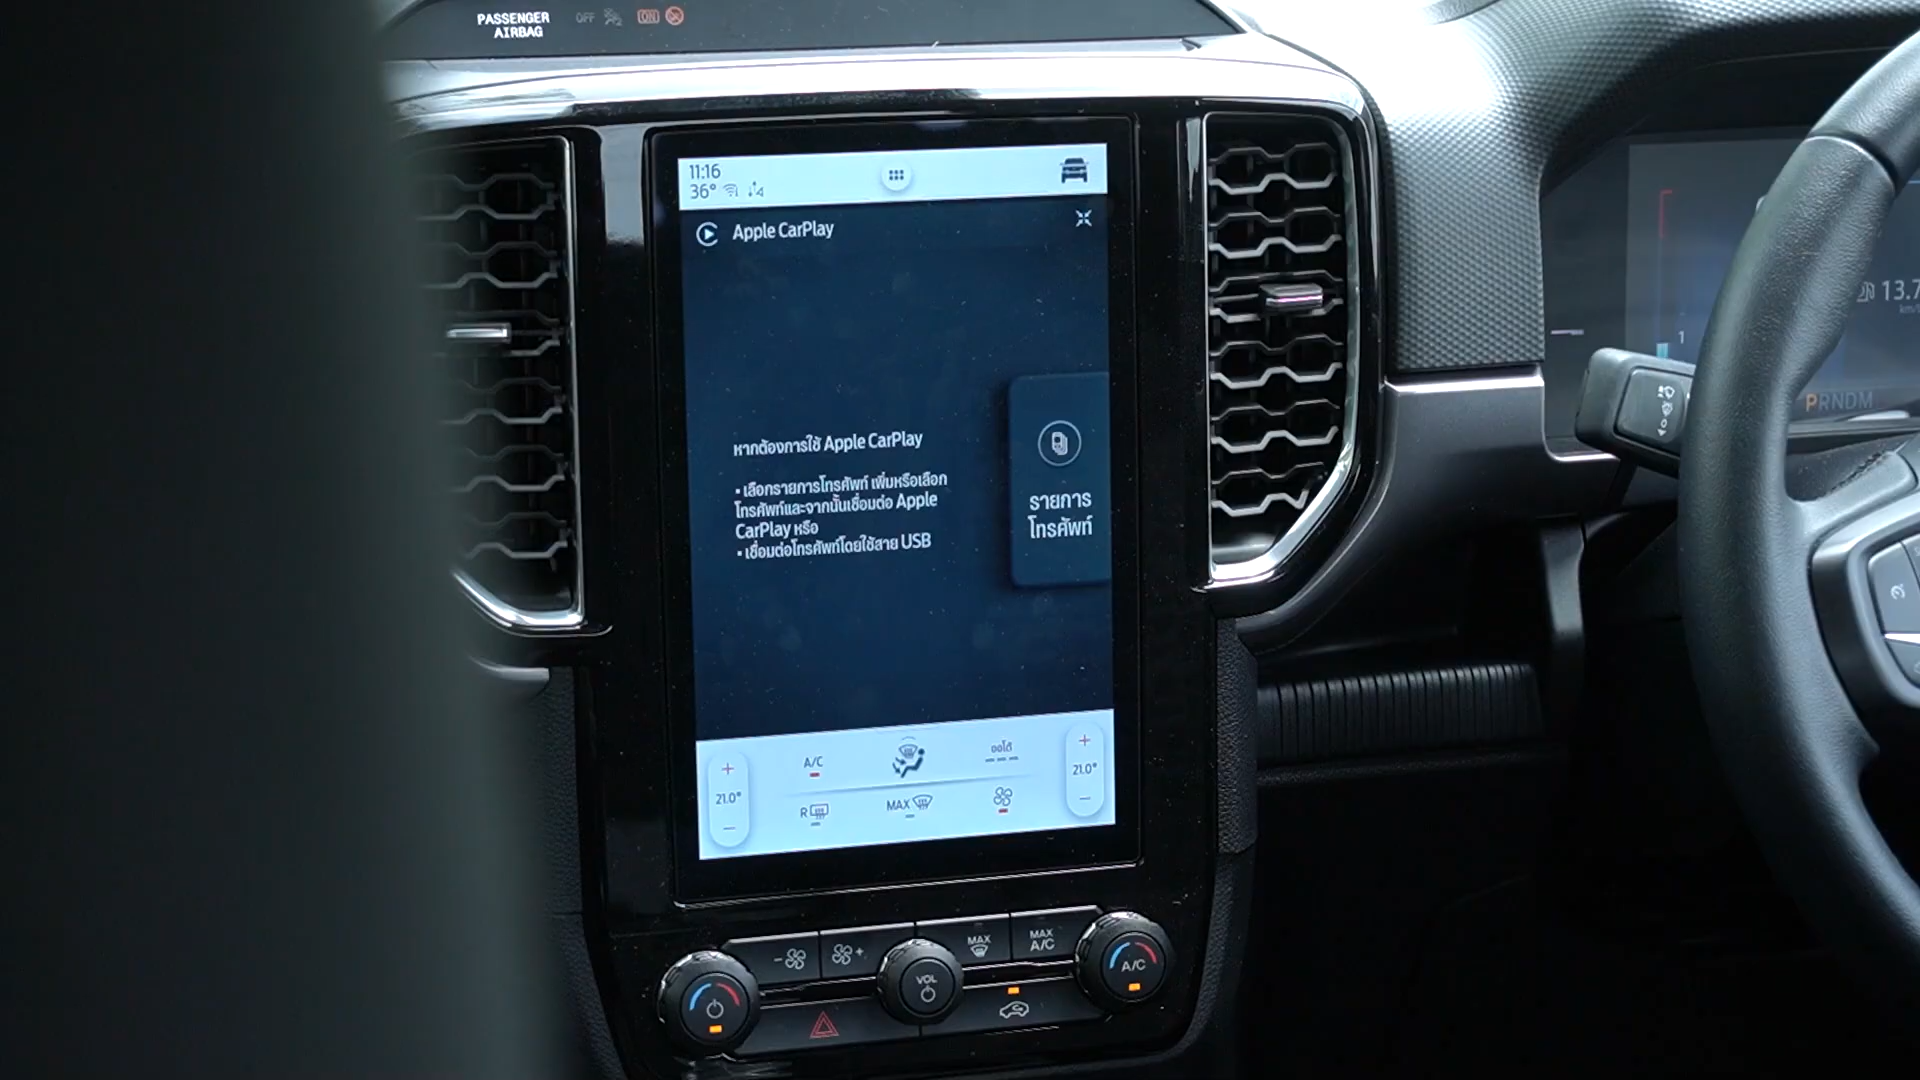 PASSENGER
AIRBAG
OFF
ON
11:16
36°
Apple CarPlay
หากต้องการใช้ Apple CarPlay
• เลือกรายการโทรศัพท์ เพิ่มหรือเลือก
โทรศัพท์และจากนั้นเชื่อมต่อ Apple
CarPlay หรือ
• เชื่อมต่อโทรศัพท์โดยใช้สาย USB
รายการ
โทรศัพท์
A/C
ออโต้
21.0°
21.0°
R
MAX
MAX
MAX
A/C
VOL
A/C
13.7
1
PRNDM